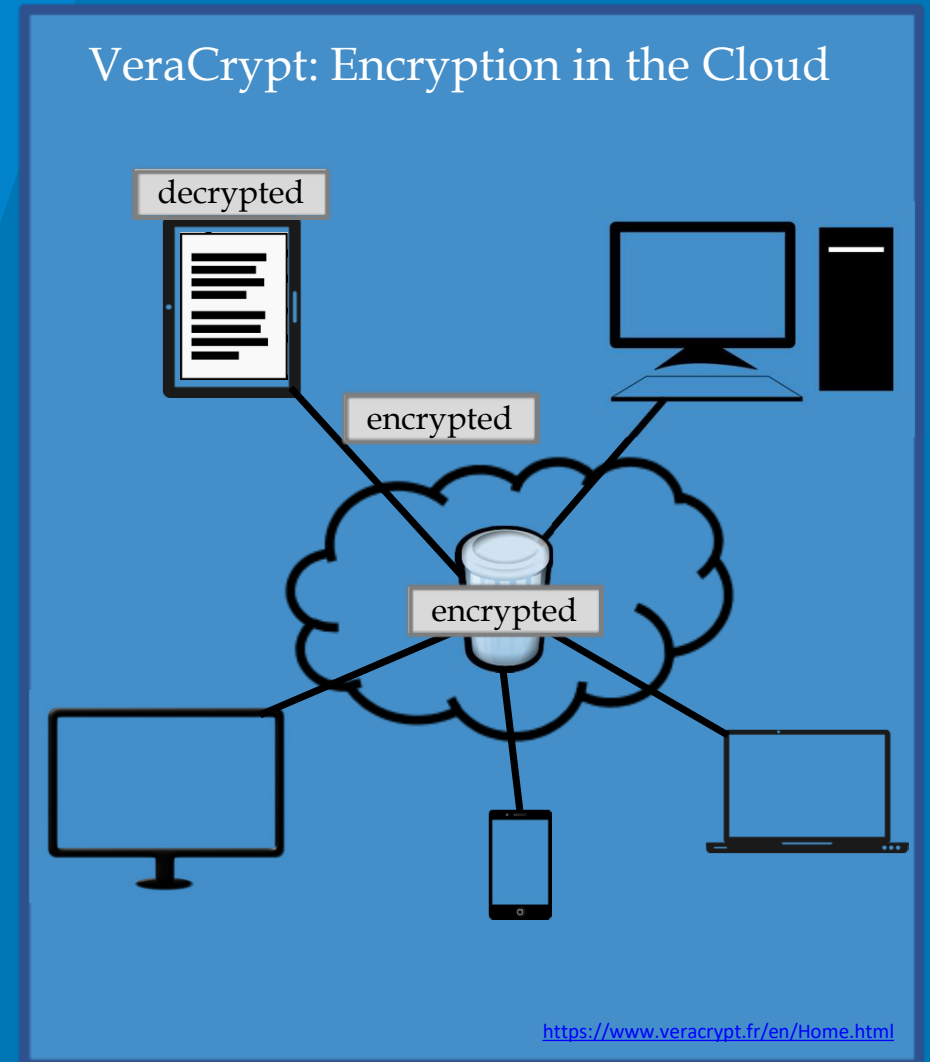 VeraCrypt: Encryption in the Cloud
decrypted
encrypted
encrypted
https://www.veracrypt.fr/en/Home.html